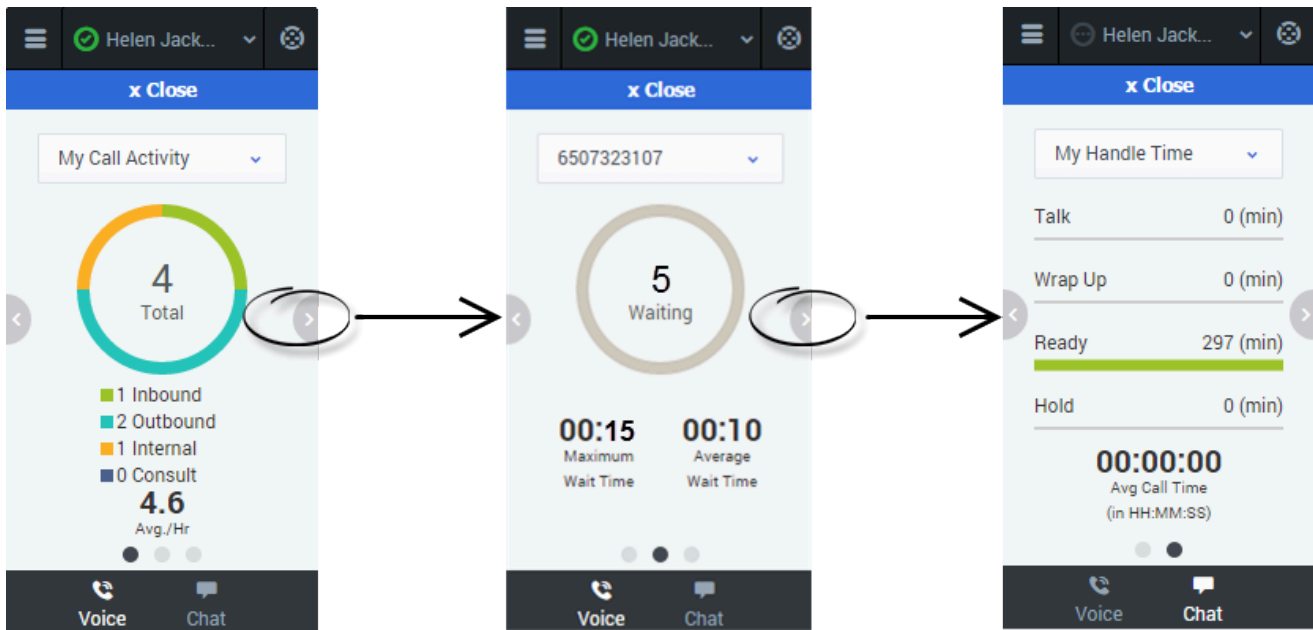 Helen Jack...
x Close
My Call Activity
4
Total
1 Inbound
2 Outbound
1 Internal
0 Consult
4.6
Avg./Hr
Voice Chat
Helen Jack...
x Close
6507323107
5
Waiting
00:15 00:10
Maximum Average
Wait Time Wait Time
Voice Chat
Helen Jack...
x Close
My Handle Time
Talk 0 (min)
Wrap Up 0 (min)
Ready 297 (min)
Hold 0 (min)
00:00:00
Avg Call Time
(in HH:MM:SS)
Voice Chat